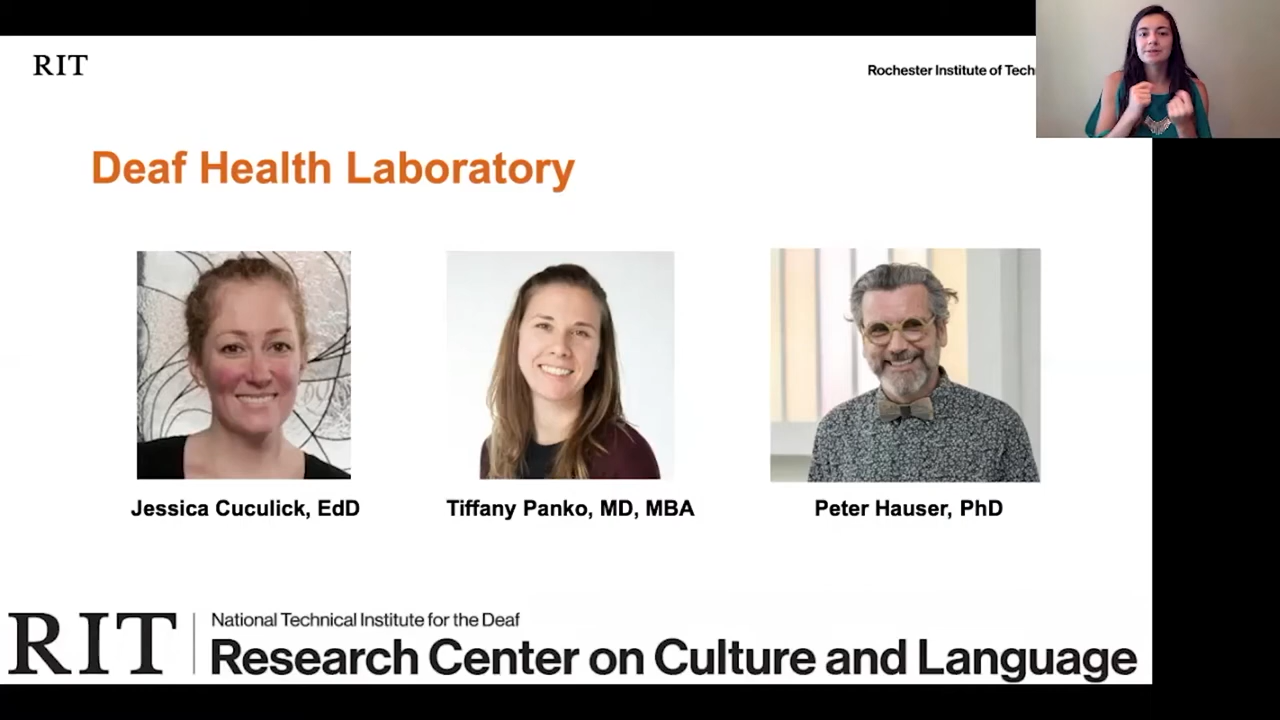 RIT
Rochester Institute of Tech
Deaf Health Laboratory
Jessica Cuculick, EdD
Tiffany Panko, MD, MBA
Peter Hauser, PhD
RIT
National Technical Institute for the Deaf
Research Center on Culture and Language